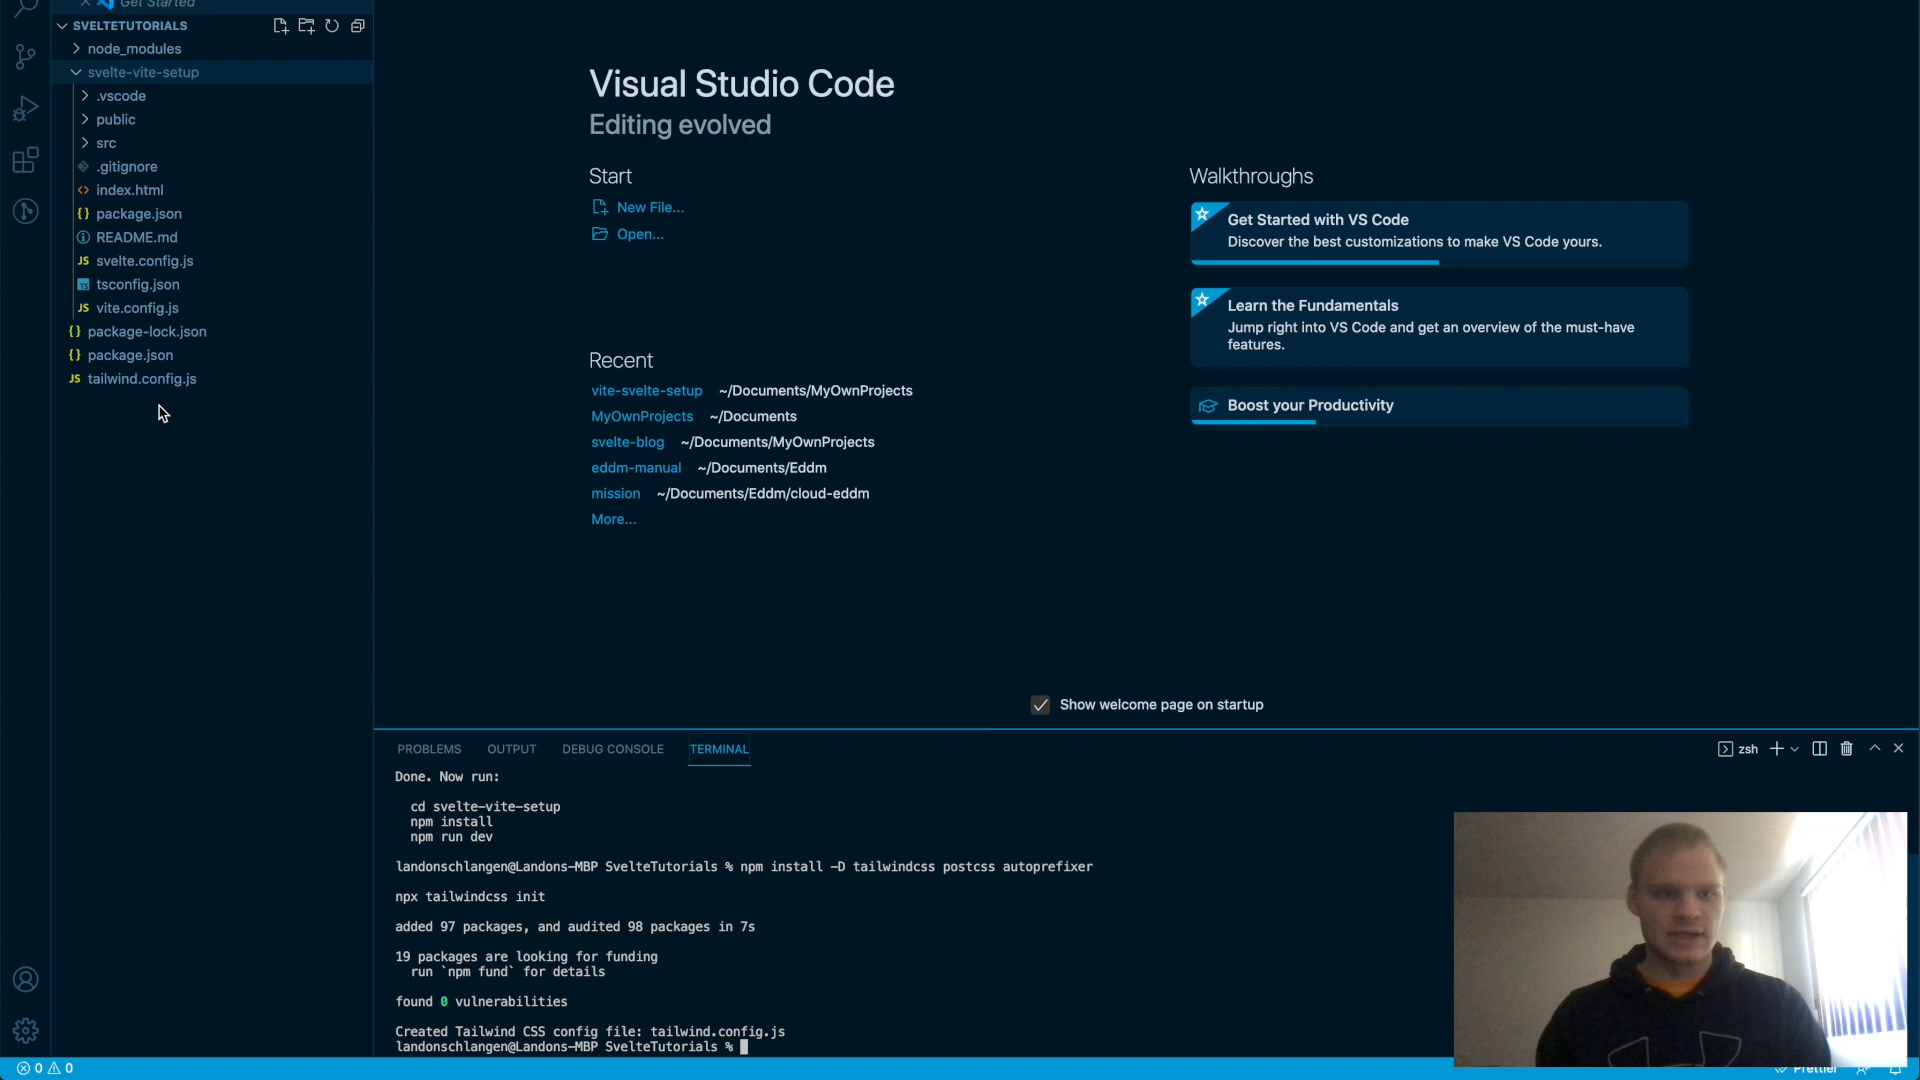 Get Started
SVELTETUTORIALS
node_modules
svelte-vite-setup
.vscode
public
src
.gitignore
index.html
package.json
README.md
svelte.config.js
tsconfig.json
vite.config.js
package-lock.json
package.json
tailwind.config.js
Visual Studio Code
Editing evolved
Start
New File...
Open...
Recent
vite-svelte-setup ~/Documents/MyOwnProjects
MyOwnProjects ~/Documents
svelte-blog ~/Documents/MyOwnProjects
eddm-manual ~/Documents/Eddm
mission ~/Documents/Eddm/cloud-eddm
More...
Walkthroughs
Get Started with VS Code
Discover the best customizations to make VS Code yours.
Learn the Fundamentals
Jump right into VS Code and get an overview of the must-have
features.
Boost your Productivity
Show welcome page on startup
PROBLEMS OUTPUT DEBUG CONSOLE TERMINAL
zsh
Done. Now run:
cd svelte-vite-setup
npm install
npm run dev
landonschlangen@Landons-MBP SvelteTutorials % npm install -D tailwindcss postcss autoprefixer
npx tailwindcss init
added 97 packages, and audited 98 packages in 7s
19 packages are looking for funding
run `npm fund` for details
found 0 vulnerabilities
Created Tailwind CSS config file: tailwind.config.js
landonschlangen@Landons-MBP SvelteTutorials %
0 0
Prettier